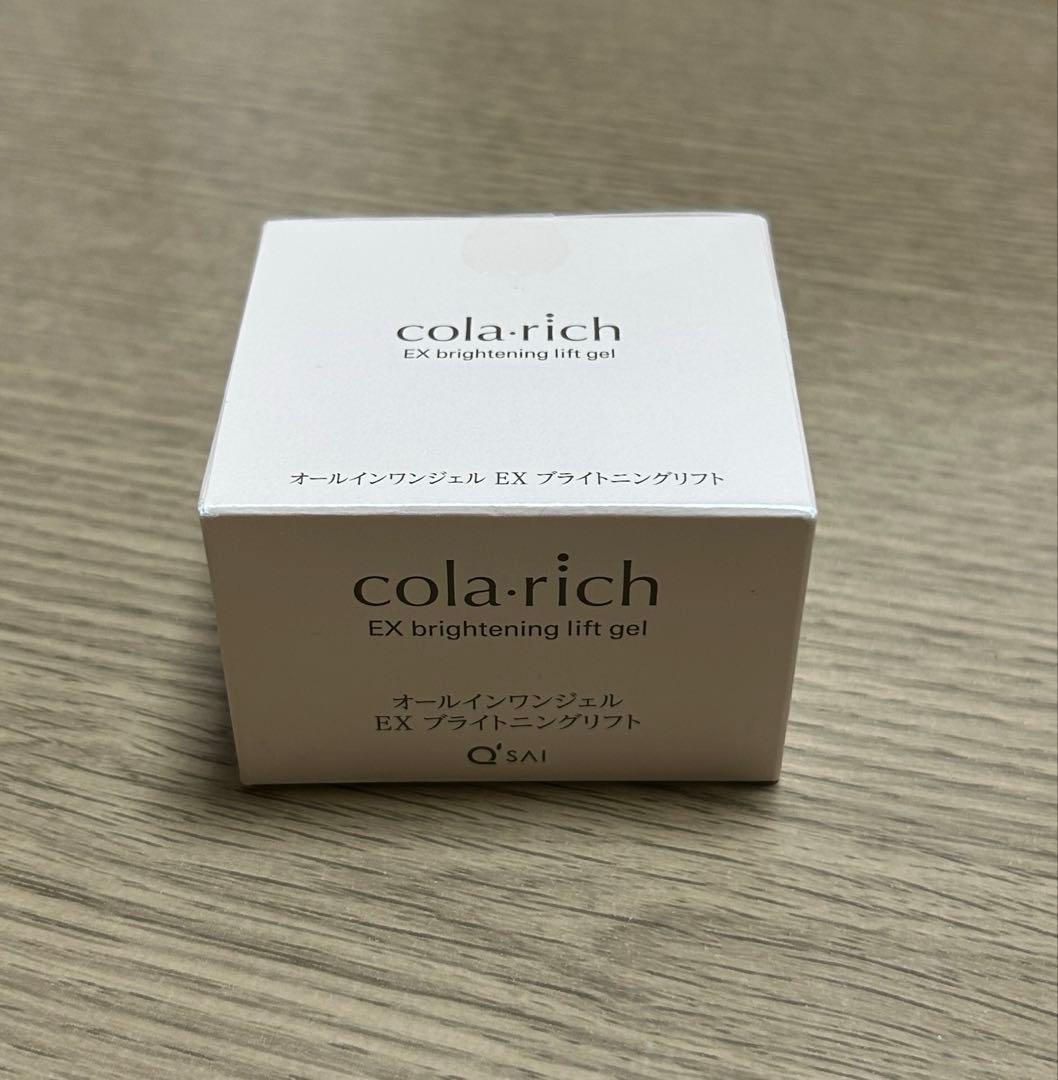 cola·rich
EX brightening lift gel
オールインワンジェル EX ブライトニングリフト
cola·rich
EX brightening lift gel
オールインワンジェル
EX ブライトニングリフト
Q'SAI